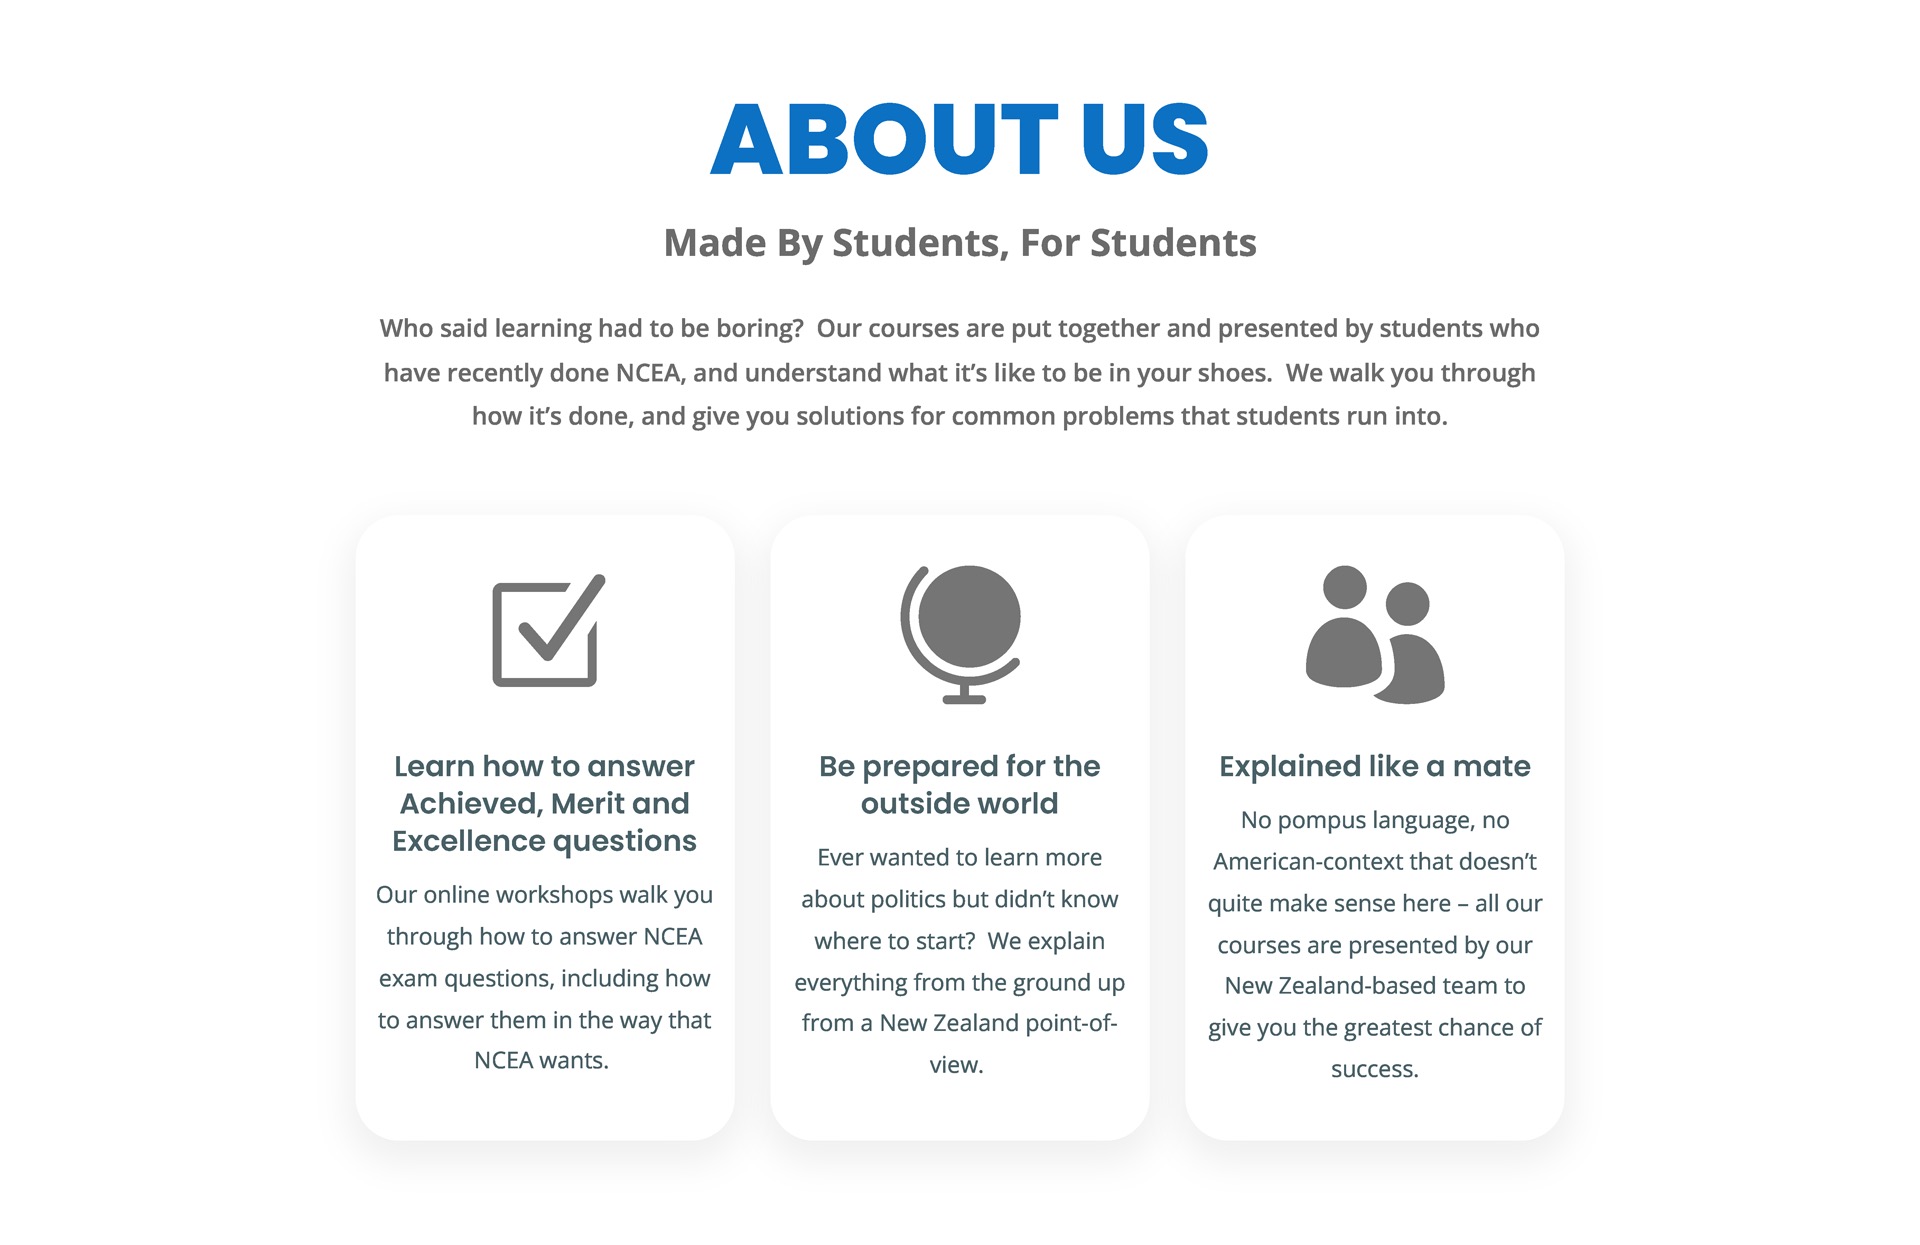 ABOUT US
Made By Students, For Students
Who said learning had to be boring?  Our courses are put together and presented by students who
have recently done NCEA, and understand what it’s like to be in your shoes.  We walk you through
how it’s done, and give you solutions for common problems that students run into.
Learn how to answer
Achieved, Merit and
Excellence questions
Our online workshops walk you
through how to answer NCEA
exam questions, including how
to answer them in the way that
NCEA wants.
Be prepared for the
outside world
Ever wanted to learn more
about politics but didn’t know
where to start?  We explain
everything from the ground up
from a New Zealand point-of-
view.
Explained like a mate
No pompus language, no
American-context that doesn’t
quite make sense here – all our
courses are presented by our
New Zealand-based team to
give you the greatest chance of
success.